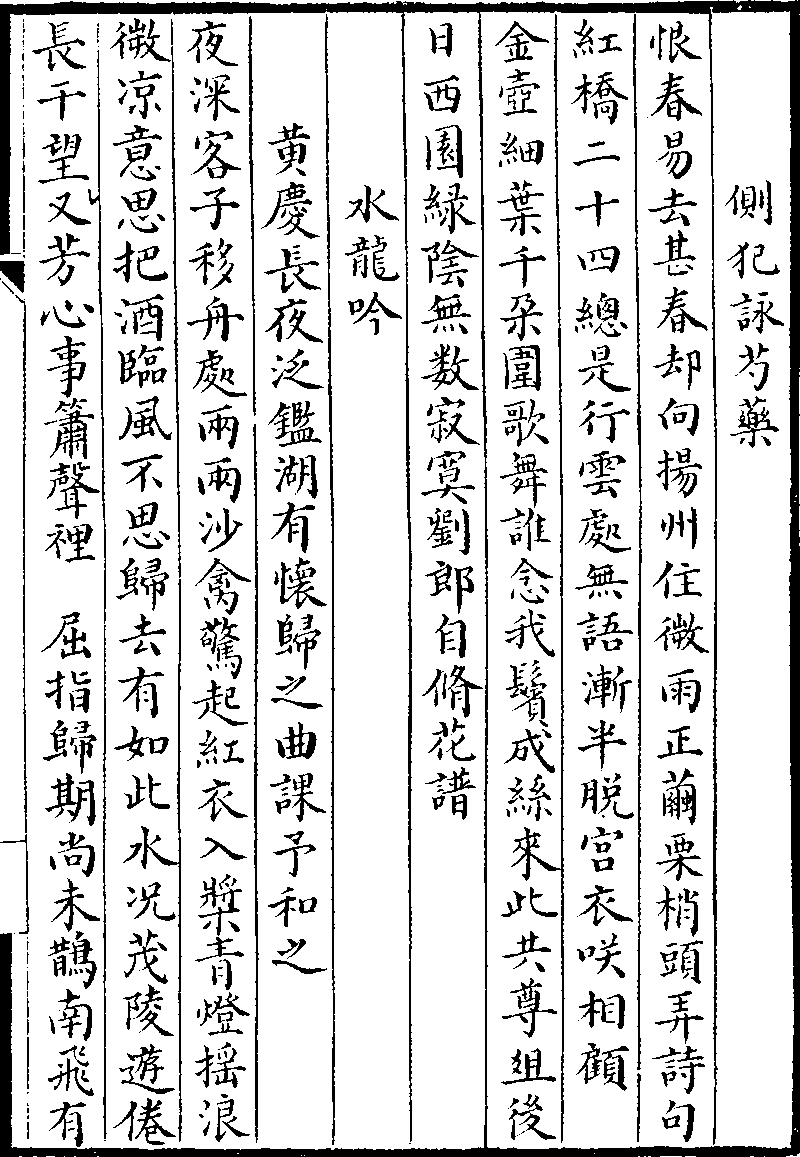 側犯詠芍藥
恨春易去甚春却向揚州住微雨正繭栗梢頭弄詩句
紅橋二十四總是行雲處無語漸半脫宮衣咲相顧
金壺細葉千朶圍歌舞誰念我鬢成絲來此共尊俎後
日西園綠陰無数寂寞劉郎自脩花譜
水龍吟
黄慶長夜泛鑑湖有懷歸之曲課予和之
夜深客子移舟處兩兩沙禽驚起紅衣入槳青燈揺浪
微凉意思把酒臨風不思歸去有如此水况茂陵遊倦
長干望乆芳心事簫聲裡　屈指歸期尚未鵲南飛有